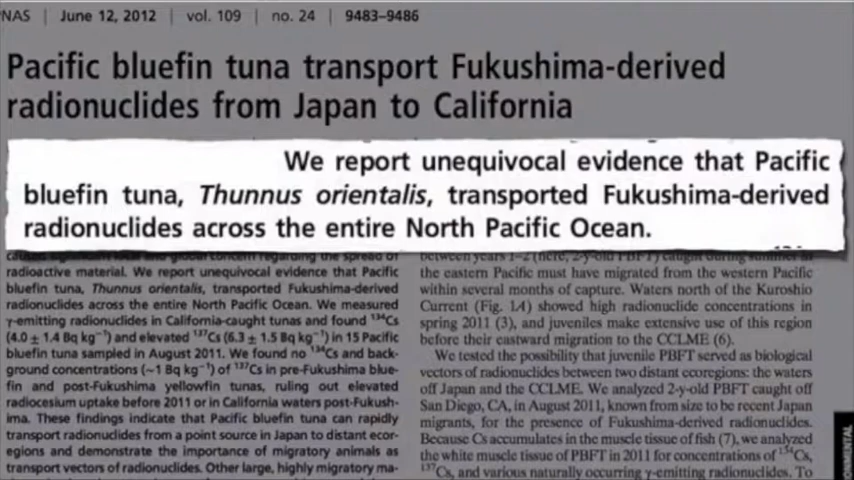 PNAS | June 12, 2012 | vol. 109 | no. 24 | 9483–9486
Pacific bluefin tuna transport Fukushima-derived
radionuclides from Japan to California
We report unequivocal evidence that Pacific
bluefin tuna, Thunnus orientalis, transported Fukushima-derived
radionuclides across the entire North Pacific Ocean.
regarding the spread of
radioactive material. We report unequivocal evidence that Pacific
bluefin tuna, Thunnus orientalis, transported Fukushima-derived
radionuclides across the entire North Pacific Ocean. We measured
γ-emitting radionuclides in California-caught tunas and found ¹³⁴Cs
(4.0 ± 1.4 Bq kg⁻¹) and elevated ¹³⁷Cs (6.3 ± 1.5 Bq kg⁻¹) in 15 Pacific
bluefin tuna sampled in August 2011. We found no ¹³⁴Cs and back-
ground concentrations (~1 Bq kg⁻¹) of ¹³⁷Cs in pre-Fukushima blue-
fin and post-Fukushima yellowfin tunas, ruling out elevated
radiocesium uptake before 2011 or in California waters post-Fukush-
ima. These findings indicate that Pacific bluefin tuna can rapidly
transport radionuclides from a point source in Japan to distant ecor-
egions and demonstrate the importance of migratory animals as
transport vectors of radionuclides. Other large, highly migratory ma-
between years 1–2 (here, 2-y-old PBFT) caught during summer in
the eastern Pacific must have migrated from the western Pacific
within several months of capture. Waters north of the Kuroshio
Current (Fig. 1A) showed high radionuclide concentrations in
spring 2011 (3), and juveniles make extensive use of this region
before their eastward migration to the CCLME (6).
We tested the possibility that juvenile PBFT served as biological
vectors of radionuclides between two distant ecoregions: the waters
off Japan and the CCLME. We analyzed 2-y-old PBFT caught off
San Diego, CA, in August 2011, known from size to be recent Japan
migrants, for the presence of Fukushima-derived radionuclides.
Because Cs accumulates in the muscle tissue of fish (7), we analyzed
the white muscle tissue of PBFT in 2011 for concentrations of ¹³⁴Cs,
¹³⁷Cs, and various naturally occurring γ-emitting radionuclides. To